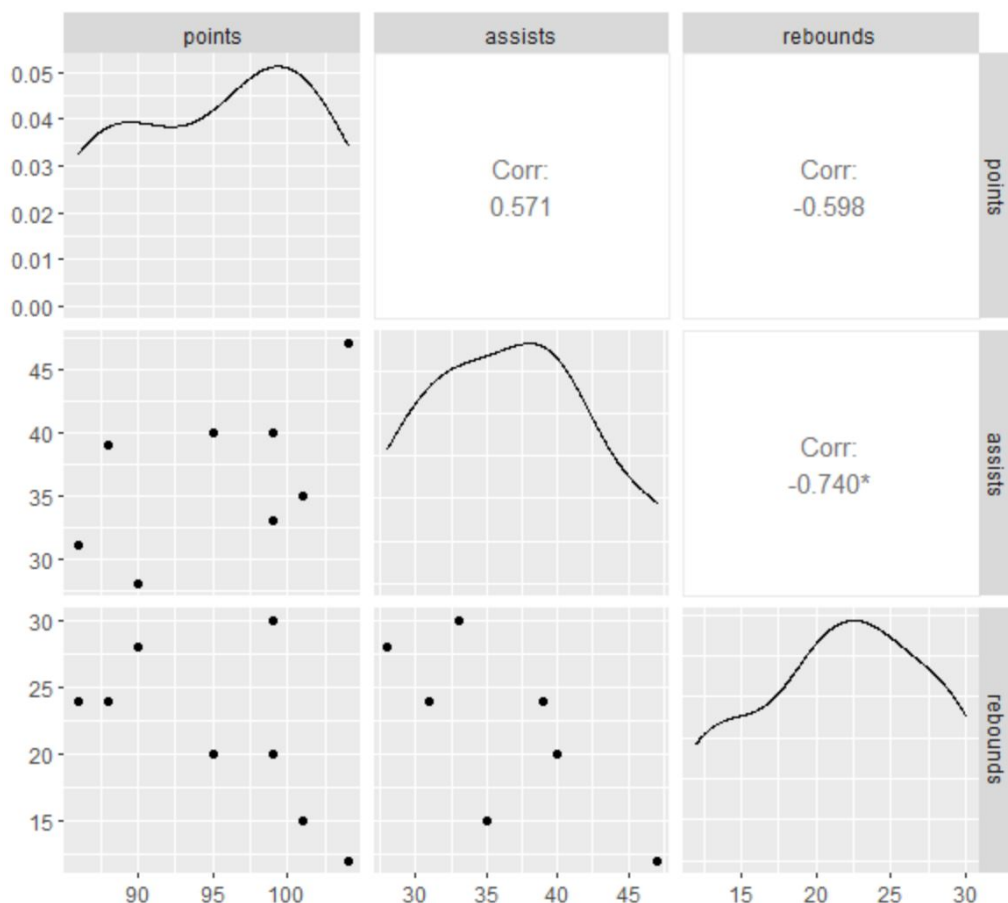 points assists rebounds
0.05
0.04
0.03
0.02
0.01
0.00
Corr:
0.571
Corr:
-0.598
points
45
40
35
30
Corr:
-0.740*
assists
30
25
20
15
rebounds
90 95 100
30 35 40 45
15 20 25 30